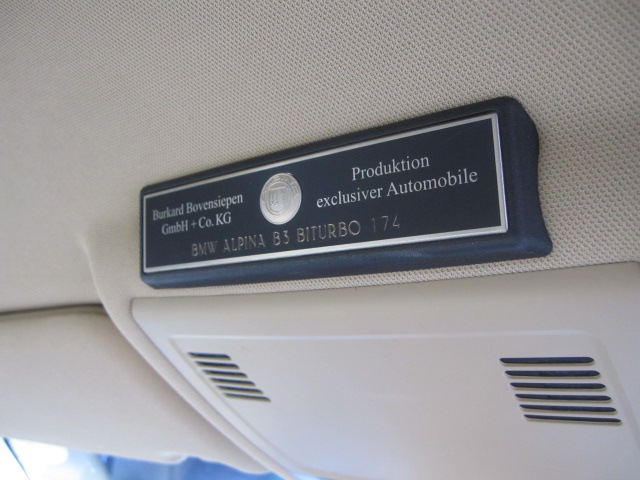 Burkard Bovensiepen
GmbH + Co. KG
Produktion
exclusiver Automobile
BMW ALPINA B3 BITURBO 174